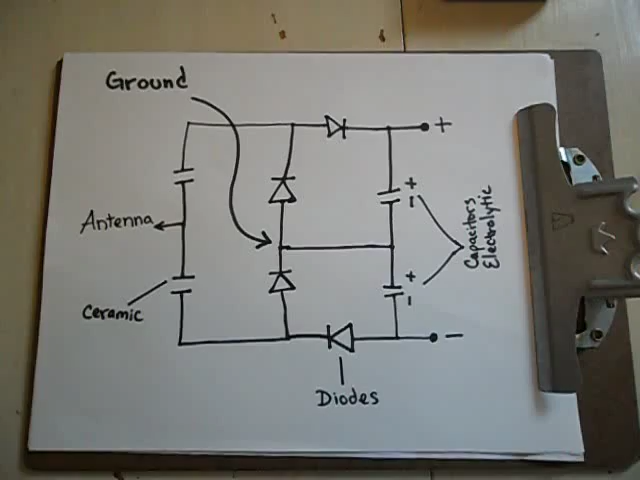 Ground
+
Antenna
+
-
Capacitors
Electrolytic
+
-
Ceramic
-
Diodes